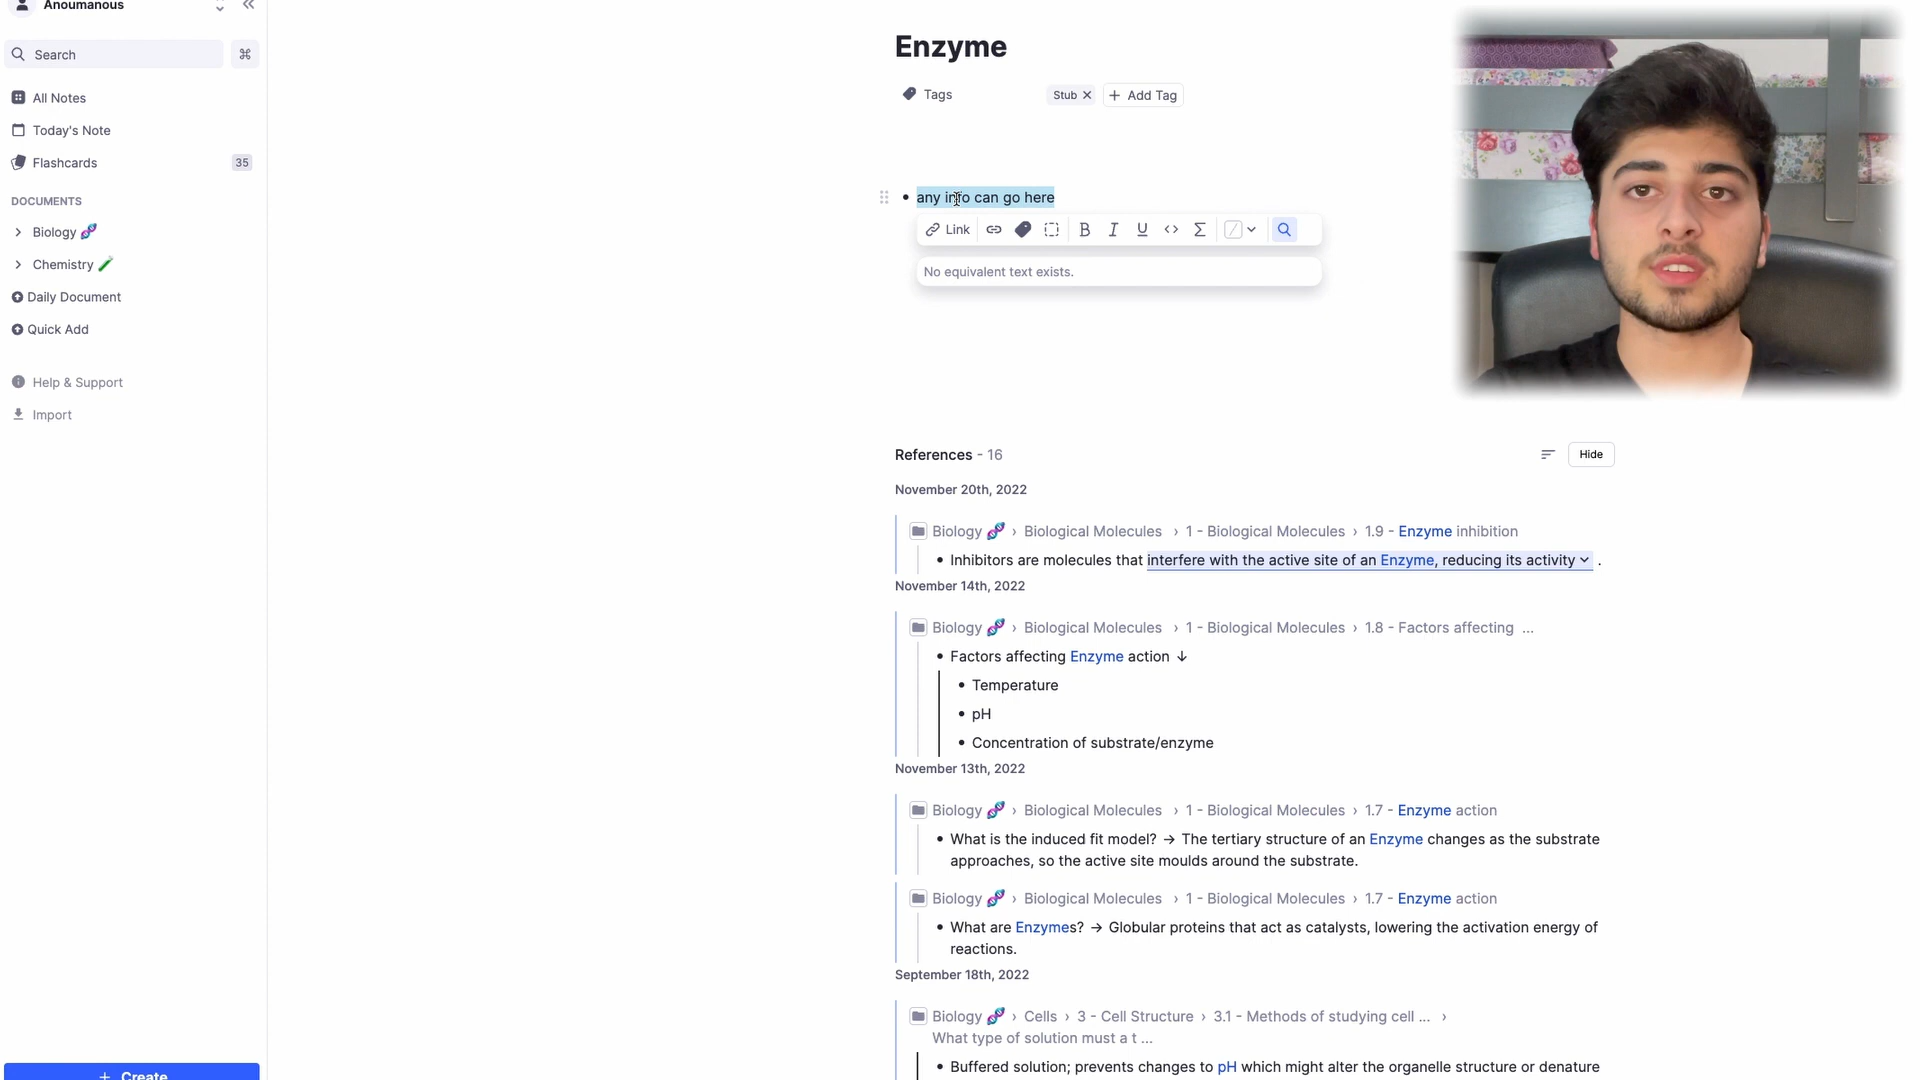 Anoumanous
Search
⌘
All Notes
Today's Note
Flashcards
35
DOCUMENTS
Biology 🧬
Chemistry 🧪
Daily Document
Quick Add
Help & Support
Import
+ Create
Enzyme
Tags
Stub ×
+ Add Tag
• any info can go here
Link B I U <> Σ
No equivalent text exists.
References - 16
Hide
November 20th, 2022
Biology 🧬 › Biological Molecules › 1 - Biological Molecules › 1.9 - Enzyme inhibition
• Inhibitors are molecules that interfere with the active site of an Enzyme, reducing its activity .
November 14th, 2022
Biology 🧬 › Biological Molecules › 1 - Biological Molecules › 1.8 - Factors affecting ...
• Factors affecting Enzyme action ↓
• Temperature
• pH
• Concentration of substrate/enzyme
November 13th, 2022
Biology 🧬 › Biological Molecules › 1 - Biological Molecules › 1.7 - Enzyme action
• What is the induced fit model? → The tertiary structure of an Enzyme changes as the substrate
approaches, so the active site moulds around the substrate.
Biology 🧬 › Biological Molecules › 1 - Biological Molecules › 1.7 - Enzyme action
• What are Enzymes? → Globular proteins that act as catalysts, lowering the activation energy of
reactions.
September 18th, 2022
Biology 🧬 › Cells › 3 - Cell Structure › 3.1 - Methods of studying cell ... ›
What type of solution must a t ...
• Buffered solution; prevents changes to pH which might alter the organelle structure or denature